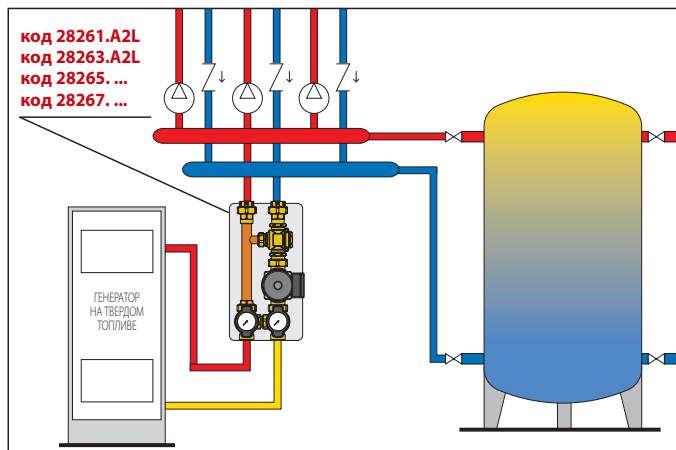 код 28261.A2L
код 28263.A2L
код 28265. ...
код 28267. ...
ГЕНЕРАТОР
НА ТВЕРДОМ
ТОПЛИВЕ